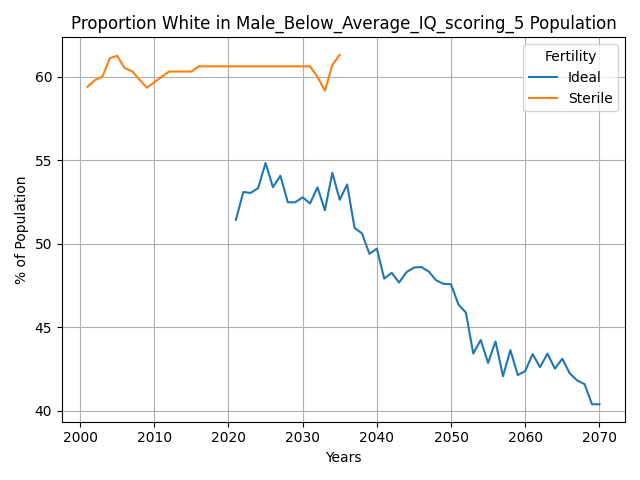 Proportion White in Male_Below_Average_IQ_scoring_5 Population
Fertility
Ideal
Sterile
60
55
50
45
40
% of Population
2000 2010 2020 2030 2040 2050 2060 2070
Years